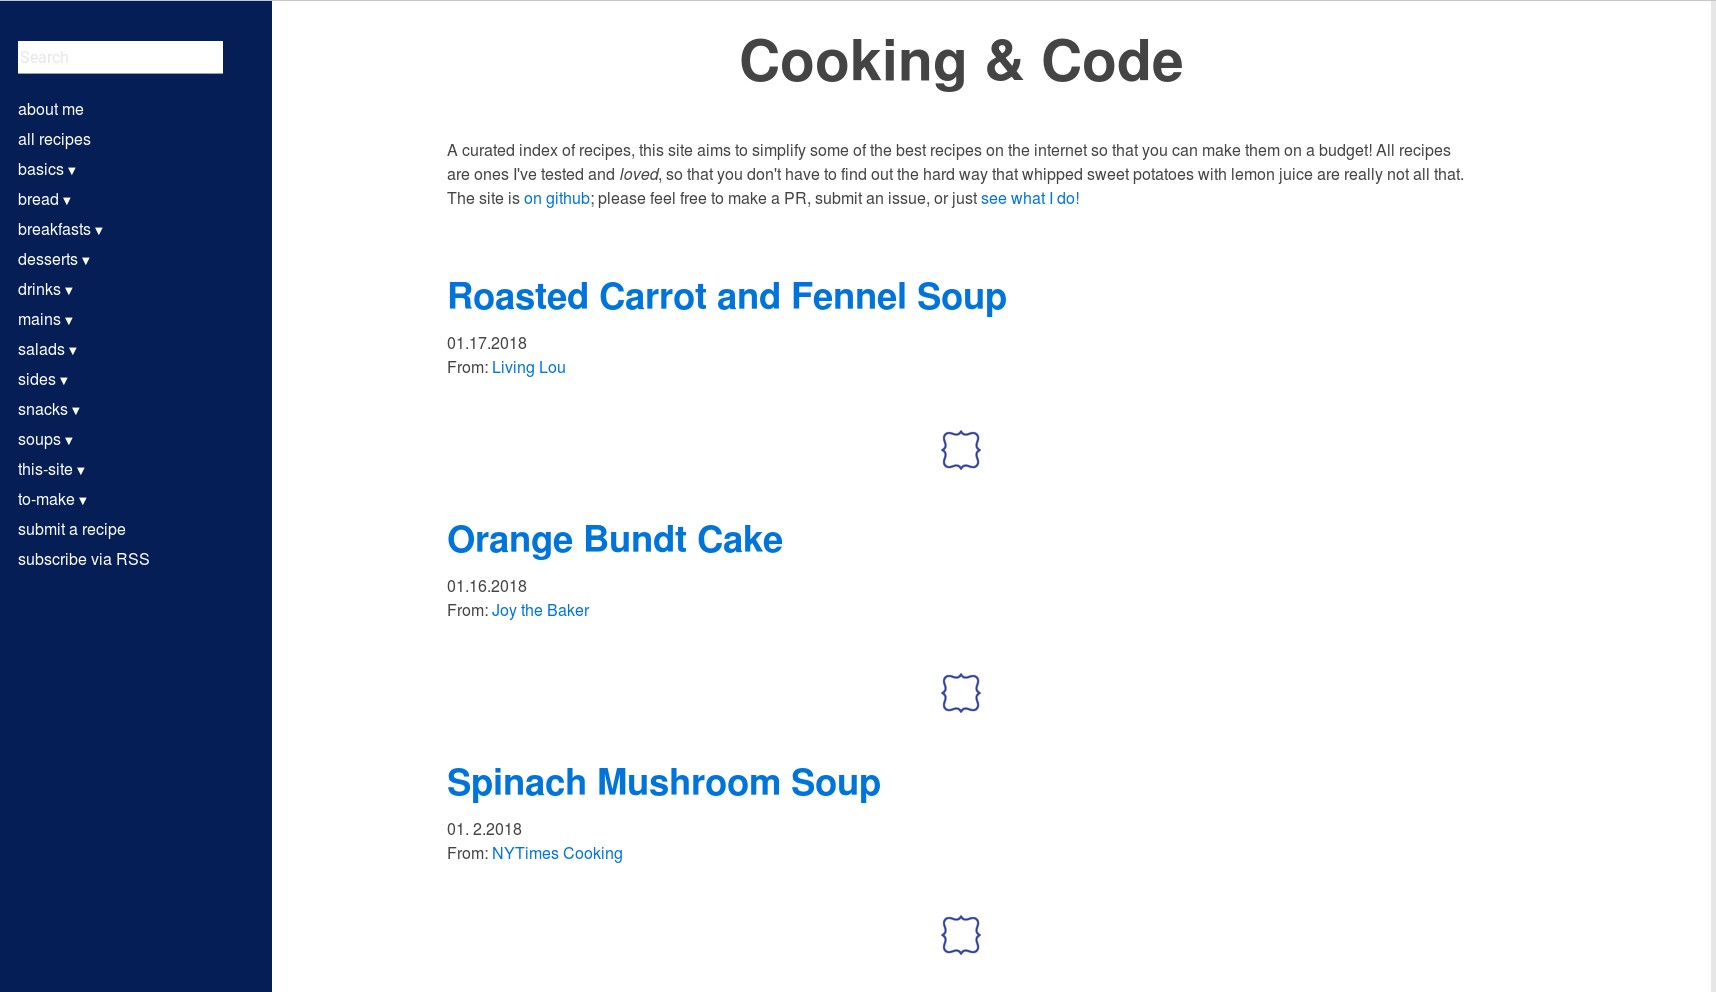 Search
about me
all recipes
basics ▾
bread ▾
breakfasts ▾
desserts ▾
drinks ▾
mains ▾
salads ▾
sides ▾
snacks ▾
soups ▾
this-site ▾
to-make ▾
submit a recipe
subscribe via RSS
Cooking & Code
A curated index of recipes, this site aims to simplify some of the best recipes on the internet so that you can make them on a budget! All recipes
are ones I've tested and loved, so that you don't have to find out the hard way that whipped sweet potatoes with lemon juice are really not all that.
The site is on github; please feel free to make a PR, submit an issue, or just see what I do!
Roasted Carrot and Fennel Soup
01.17.2018
From: Living Lou
Orange Bundt Cake
01.16.2018
From: Joy the Baker
Spinach Mushroom Soup
01. 2.2018
From: NYTimes Cooking